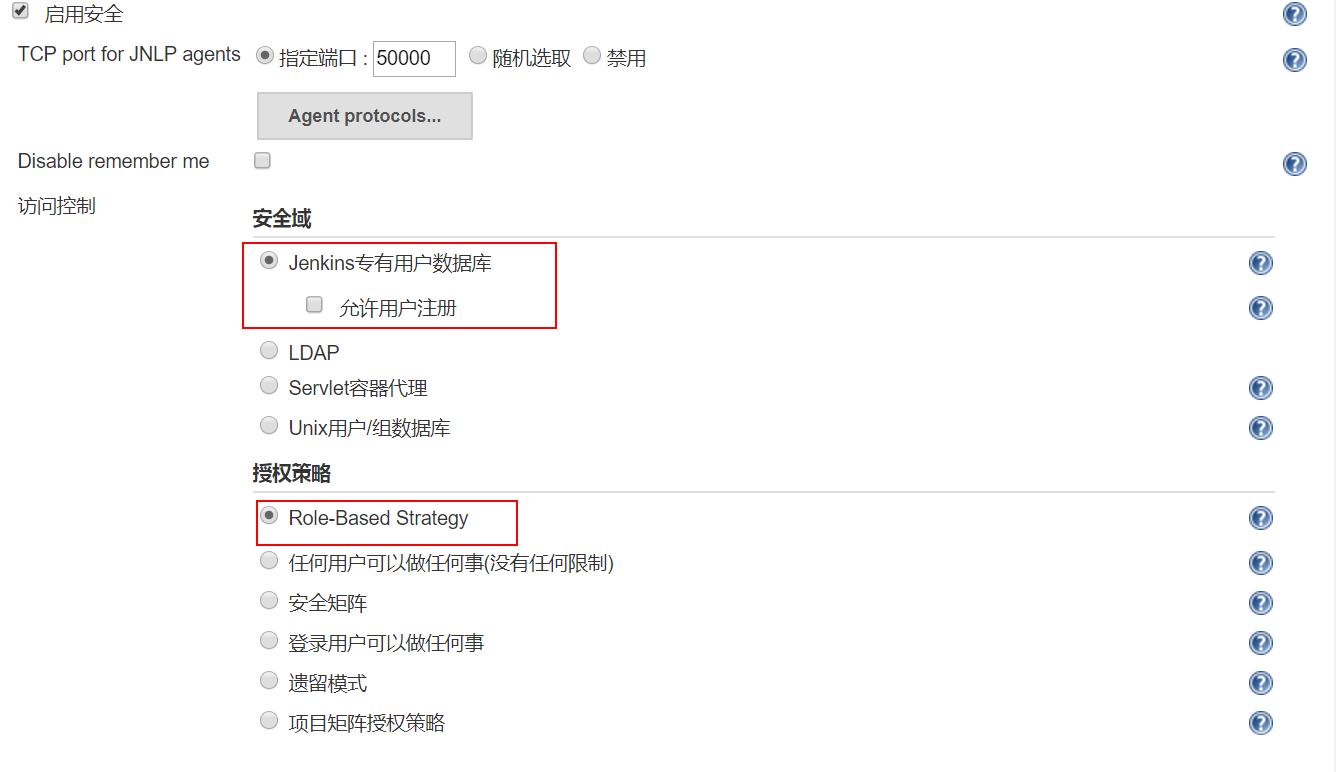 启用安全
TCP port for JNLP agents 指定端口 : 50000 随机选取 禁用
Agent protocols...
Disable remember me
访问控制
安全域
Jenkins专有用户数据库
允许用户注册
LDAP
Servlet容器代理
Unix用户/组数据库
授权策略
Role-Based Strategy
任何用户可以做任何事(没有任何限制)
安全矩阵
登录用户可以做任何事
遗留模式
项目矩阵授权策略